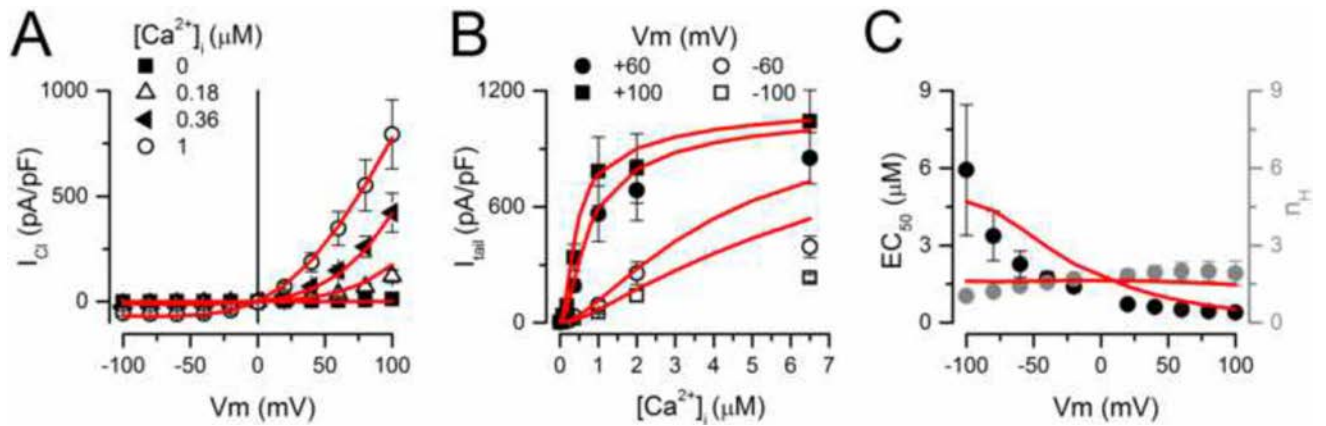 A
[Ca²⁺]ᵢ (μM)
0
0.18
0.36
1
1000
500
0
I_Cl (pA/pF)
-100 -50 0 50 100
Vm (mV)
B
Vm (mV)
+60 -60
+100 -100
1200
600
0
I_tail (pA/pF)
0 1 2 3 4 5 6 7
[Ca²⁺]ᵢ (μM)
C
9
6
3
0
EC₅₀ (μM)
9
6
3
0
n_H
-100 -50 0 50 100
Vm (mV)